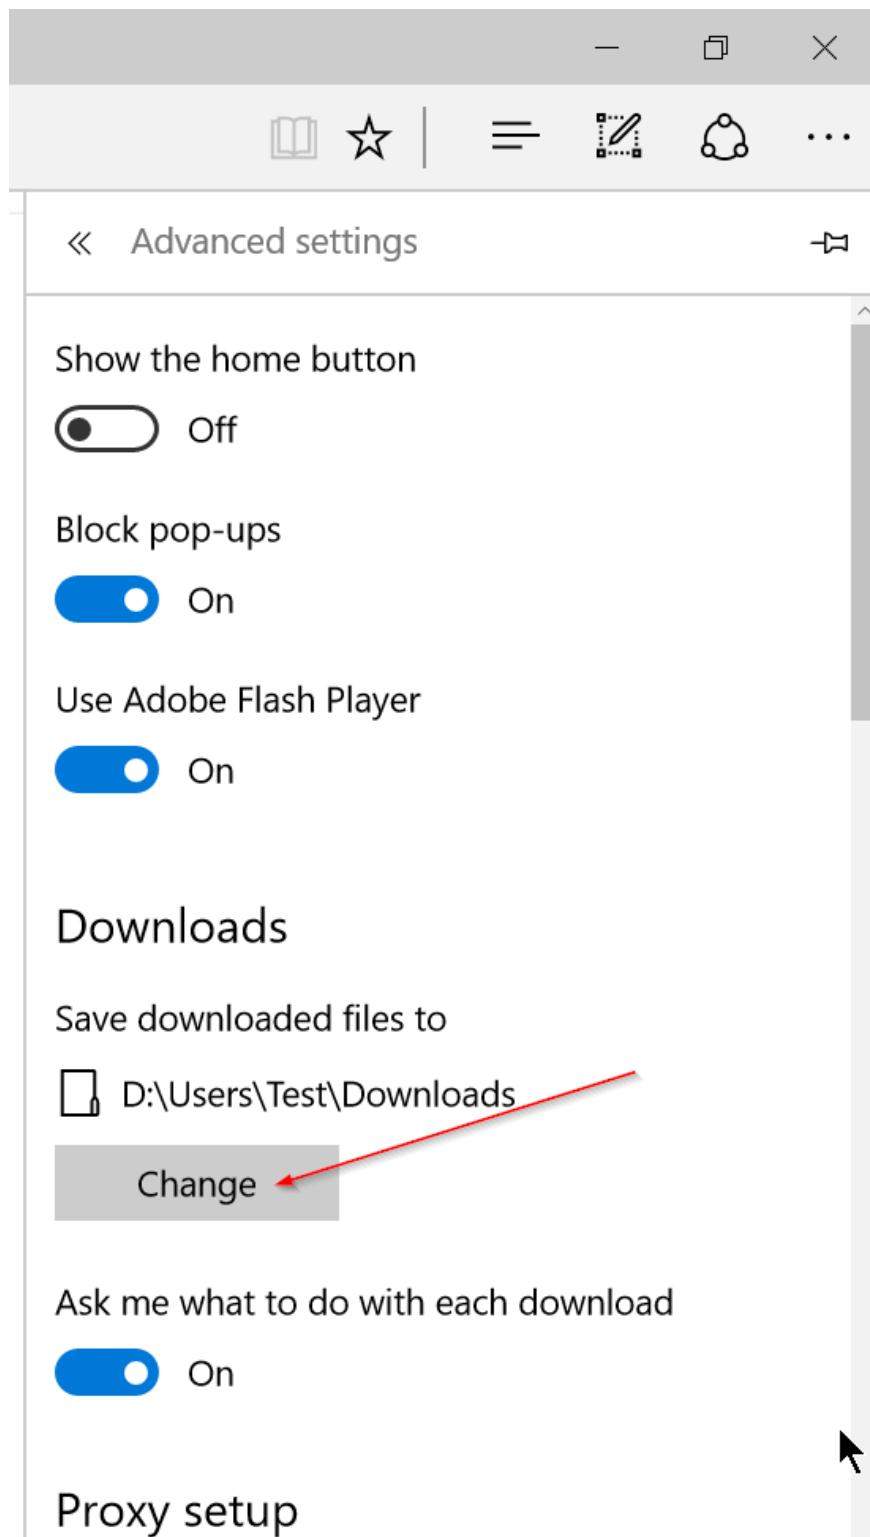 Advanced settings
Show the home button
Off
Block pop-ups
On
Use Adobe Flash Player
On
Downloads
Save downloaded files to
D:\Users\Test\Downloads
Change
Ask me what to do with each download
On
Proxy setup